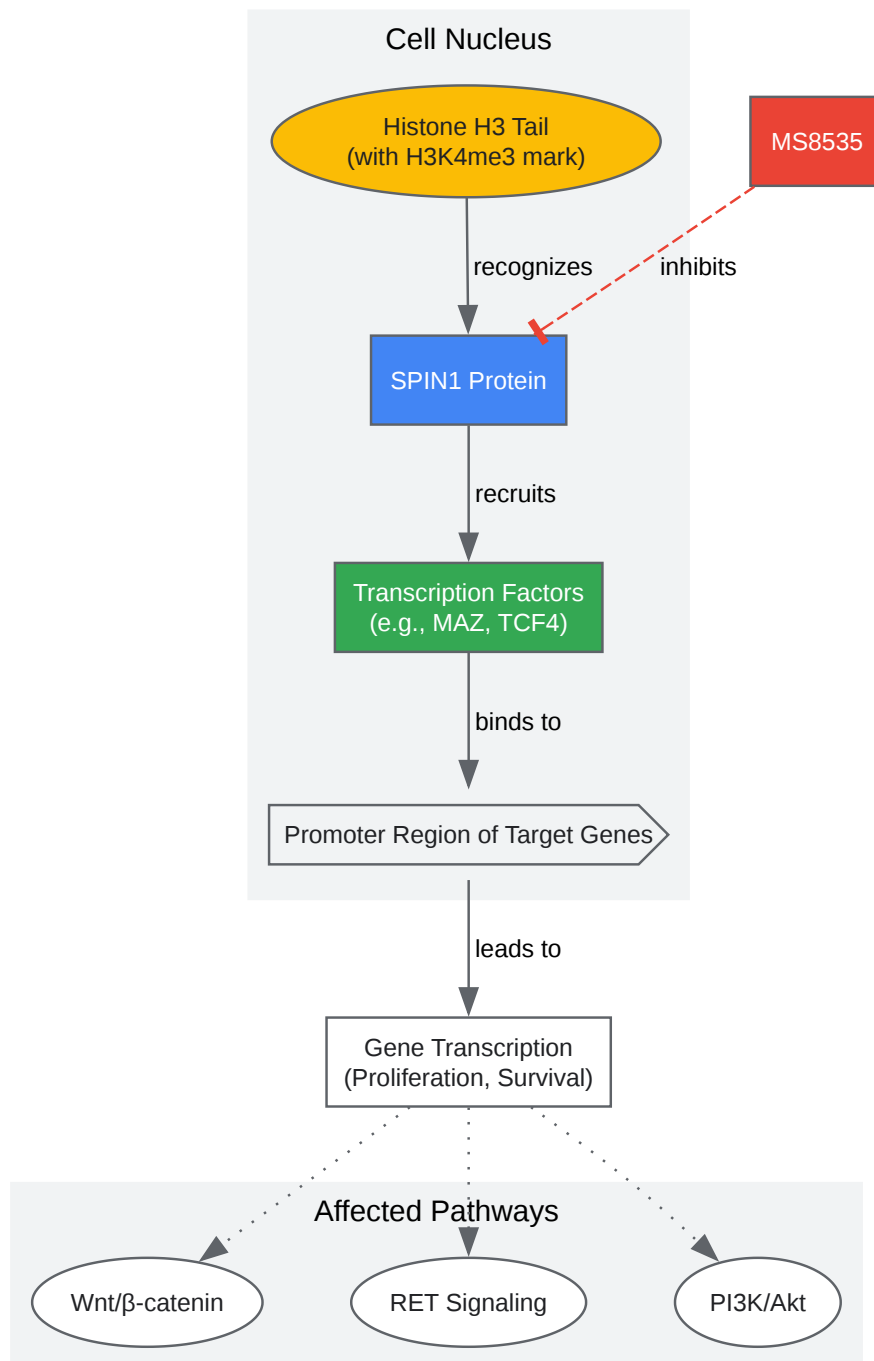 Cell Nucleus
Histone H3 Tail
(with H3K4me3 mark)
MS8535
recognizes
inhibits
SPIN1 Protein
recruits
Transcription Factors
(e.g., MAZ, TCF4)
binds to
Promoter Region of Target Genes
leads to
Gene Transcription
(Proliferation, Survival)
Affected Pathways
Wnt/β-catenin
RET Signaling
PI3K/Akt